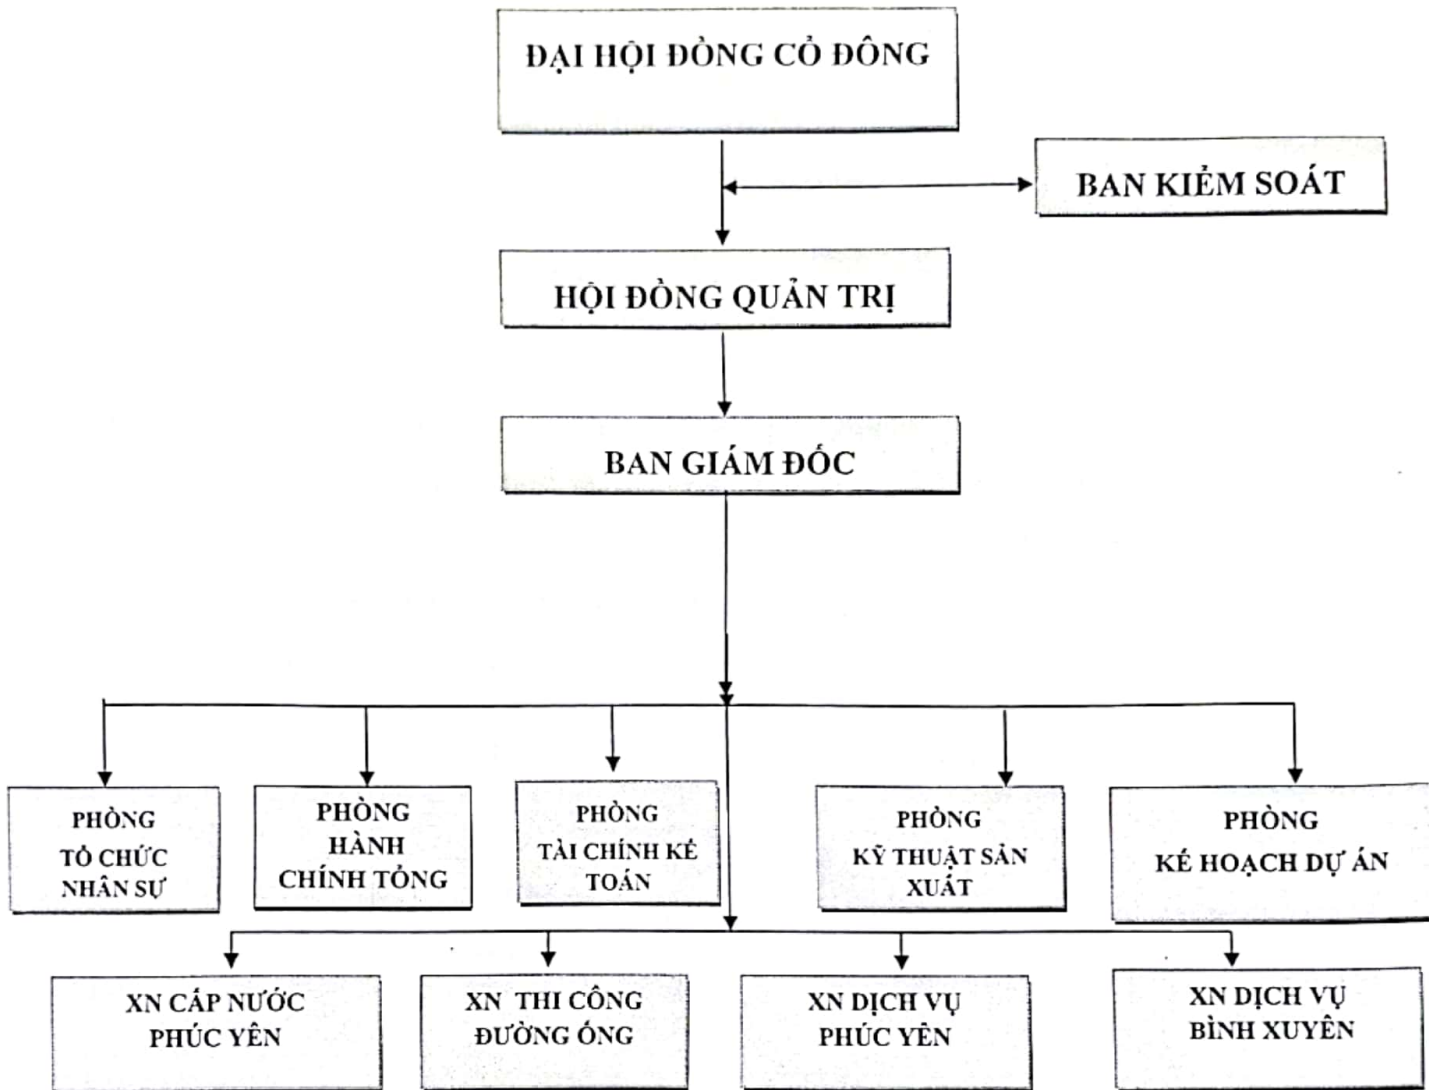 ĐẠI HỘI ĐỒNG CỔ ĐÔNG
BAN KIỂM SOÁT
HỘI ĐỒNG QUẢN TRỊ
BAN GIÁM ĐỐC
PHÒNG
TỔ CHỨC
NHÂN SỰ
PHÒNG
HÀNH
CHÍNH TỔNG
PHÒNG
TÀI CHÍNH KẾ
TOÁN
PHÒNG
KỸ THUẬT SẢN
XUẤT
PHÒNG
KẾ HOẠCH DỰ ÁN
XN CẤP NƯỚC
PHÚC YÊN
XN THI CÔNG
ĐƯỜNG ỐNG
XN DỊCH VỤ
PHÚC YÊN
XN DỊCH VỤ
BÌNH XUYÊN